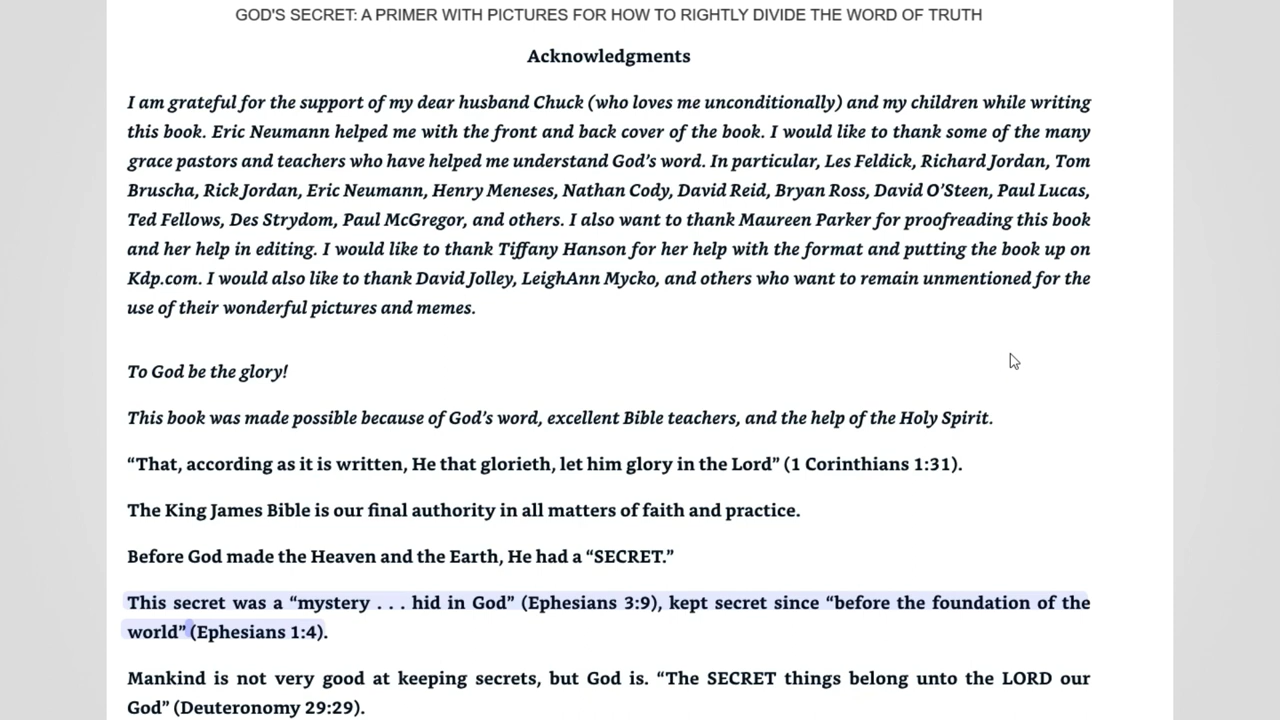 GOD'S SECRET: A PRIMER WITH PICTURES FOR HOW TO RIGHTLY DIVIDE THE WORD OF TRUTH
Acknowledgments
I am grateful for the support of my dear husband Chuck (who loves me unconditionally) and my children while writing
this book. Eric Neumann helped me with the front and back cover of the book. I would like to thank some of the many
grace pastors and teachers who have helped me understand God’s word. In particular, Les Feldick, Richard Jordan, Tom
Bruscha, Rick Jordan, Eric Neumann, Henry Meneses, Nathan Cody, David Reid, Bryan Ross, David O’Steen, Paul Lucas,
Ted Fellows, Des Strydom, Paul McGregor, and others. I also want to thank Maureen Parker for proofreading this book
and her help in editing. I would like to thank Tiffany Hanson for her help with the format and putting the book up on
Kdp.com. I would also like to thank David Jolley, LeighAnn Mycko, and others who want to remain unmentioned for the
use of their wonderful pictures and memes.
To God be the glory!
This book was made possible because of God’s word, excellent Bible teachers, and the help of the Holy Spirit.
“That, according as it is written, He that glorieth, let him glory in the Lord” (1 Corinthians 1:31).
The King James Bible is our final authority in all matters of faith and practice.
Before God made the Heaven and the Earth, He had a “SECRET.”
This secret was a “mystery . . . hid in God” (Ephesians 3:9), kept secret since “before the foundation of the
world” (Ephesians 1:4).
Mankind is not very good at keeping secrets, but God is. “The SECRET things belong unto the LORD our
God” (Deuteronomy 29:29).